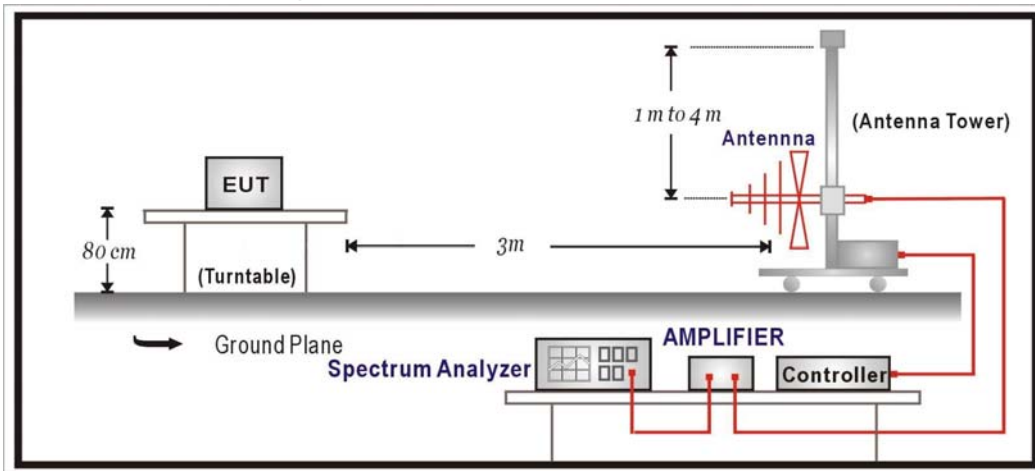 1 m to 4 m
(Antenna Tower)
Antennna
EUT
80 cm
3m
(Turntable)
Ground Plane
AMPLIFIER
Spectrum Analyzer
Controller